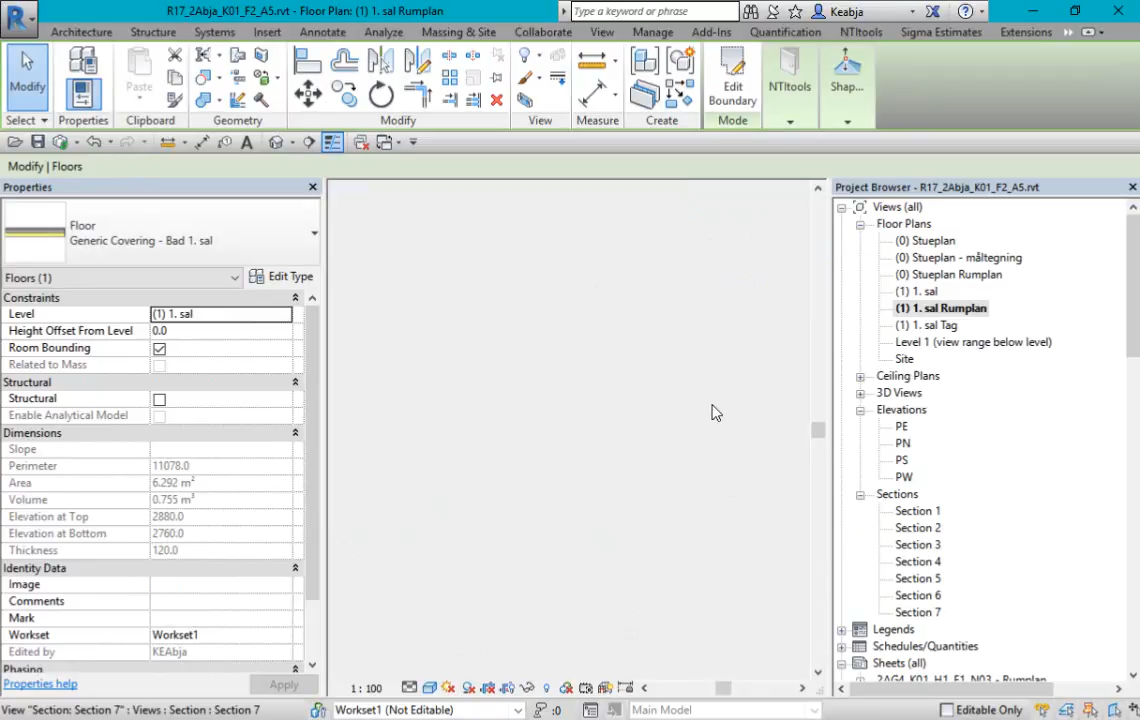 R17_2Abja_K01_F2_A5.rvt - Floor Plan: (1) 1. sal Rumplan
Type a keyword or phrase
Keabja
Architecture Structure Systems Insert Annotate Analyze Massing & Site Collaborate View Manage Add-Ins Quantification NTItools Sigma Estimates Extensions
Modify
Paste
Edit
Boundary
NTItools
Shap...
Select Properties Clipboard Geometry Modify View Measure Create Mode
Modify | Floors
Properties
Floor
Generic Covering - Bad 1. sal
Floors (1)
Edit Type
Constraints
Level (1) 1. sal
Height Offset From Level 0.0
Room Bounding
Related to Mass
Structural
Structural
Enable Analytical Model
Dimensions
Slope
Perimeter 11078.0
Area 6.292 m²
Volume 0.755 m³
Elevation at Top 2880.0
Elevation at Bottom 2760.0
Thickness 120.0
Identity Data
Image
Comments
Mark
Workset Workset1
Edited by KEAbja
Phasing
Properties help
Apply
1 : 100
Project Browser - R17_2Abja_K01_F2_A5.rvt
Views (all)
Floor Plans
(0) Stueplan
(0) Stueplan - måltegning
(0) Stueplan Rumplan
(1) 1. sal
(1) 1. sal Rumplan
(1) 1. sal Tag
Level 1 (view range below level)
Site
Ceiling Plans
3D Views
Elevations
PE
PN
PS
PW
Sections
Section 1
Section 2
Section 3
Section 4
Section 5
Section 6
Section 7
Legends
Schedules/Quantities
Sheets (all)
2AG4_K01_H1_F1_N03 - Rumplan
View "Section: Section 7" : Views : Section : Section 7
Workset1 (Not Editable)
:0
Main Model
Editable Only